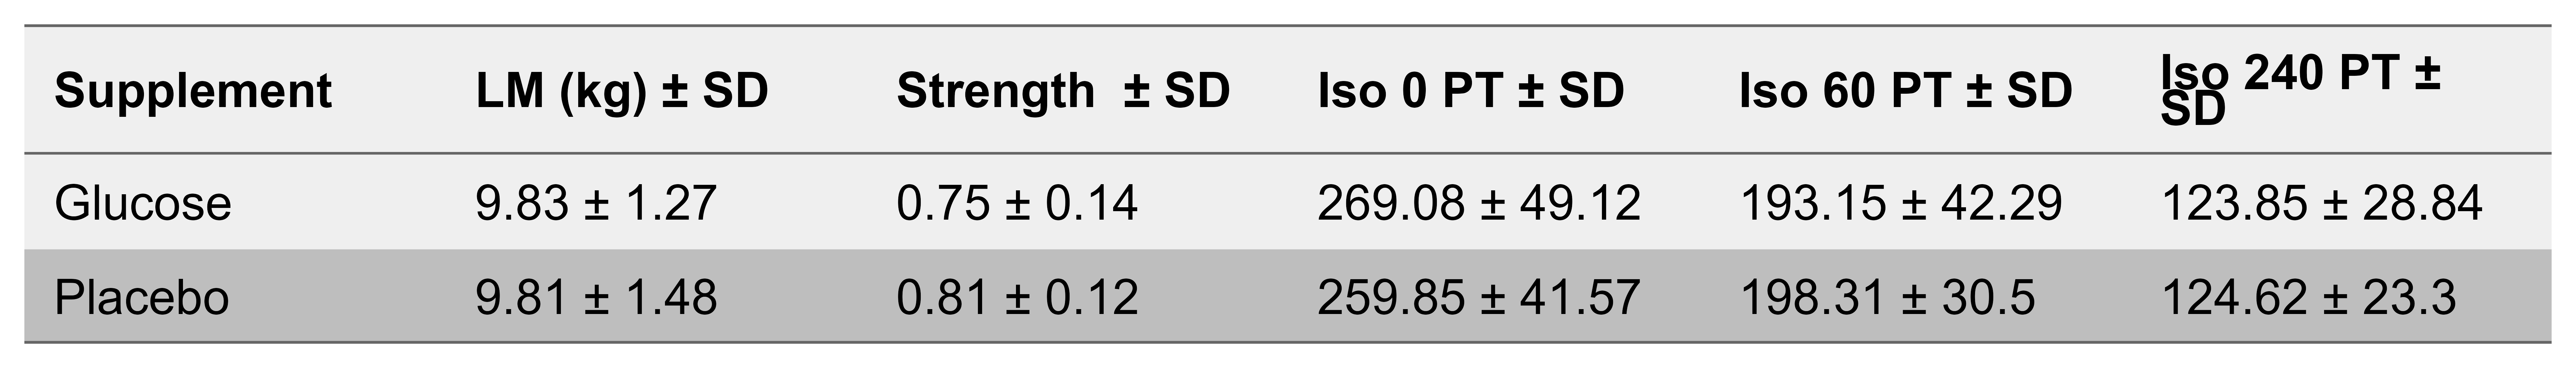 Supplement LM (kg) ± SD Strength  ± SD Iso 0 PT ± SD Iso 60 PT ± SD Iso 240 PT ± SD
Glucose 9.83 ± 1.27 0.75 ± 0.14 269.08 ± 49.12 193.15 ± 42.29 123.85 ± 28.84
Placebo 9.81 ± 1.48 0.81 ± 0.12 259.85 ± 41.57 198.31 ± 30.5 124.62 ± 23.3